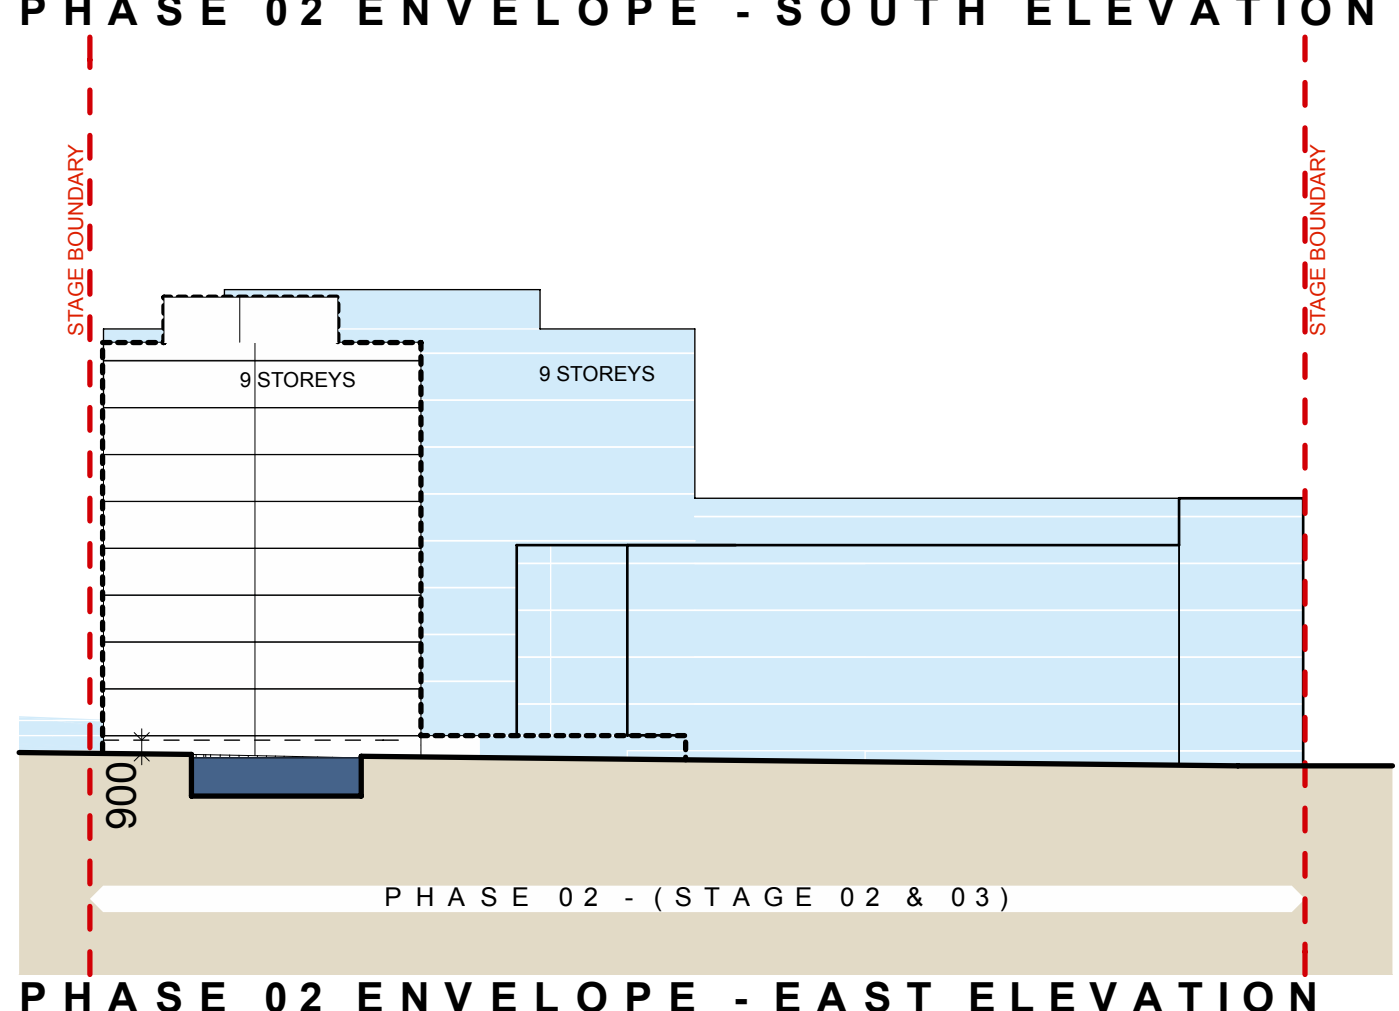 PHASE 02 ENVELOPE - SOUTH ELEVATION
STAGE BOUNDARY
STAGE BOUNDARY
9 STOREYS
9 STOREYS
900
PHASE 02 - (STAGE 02 & 03)
PHASE 02 ENVELOPE - EAST ELEVATION